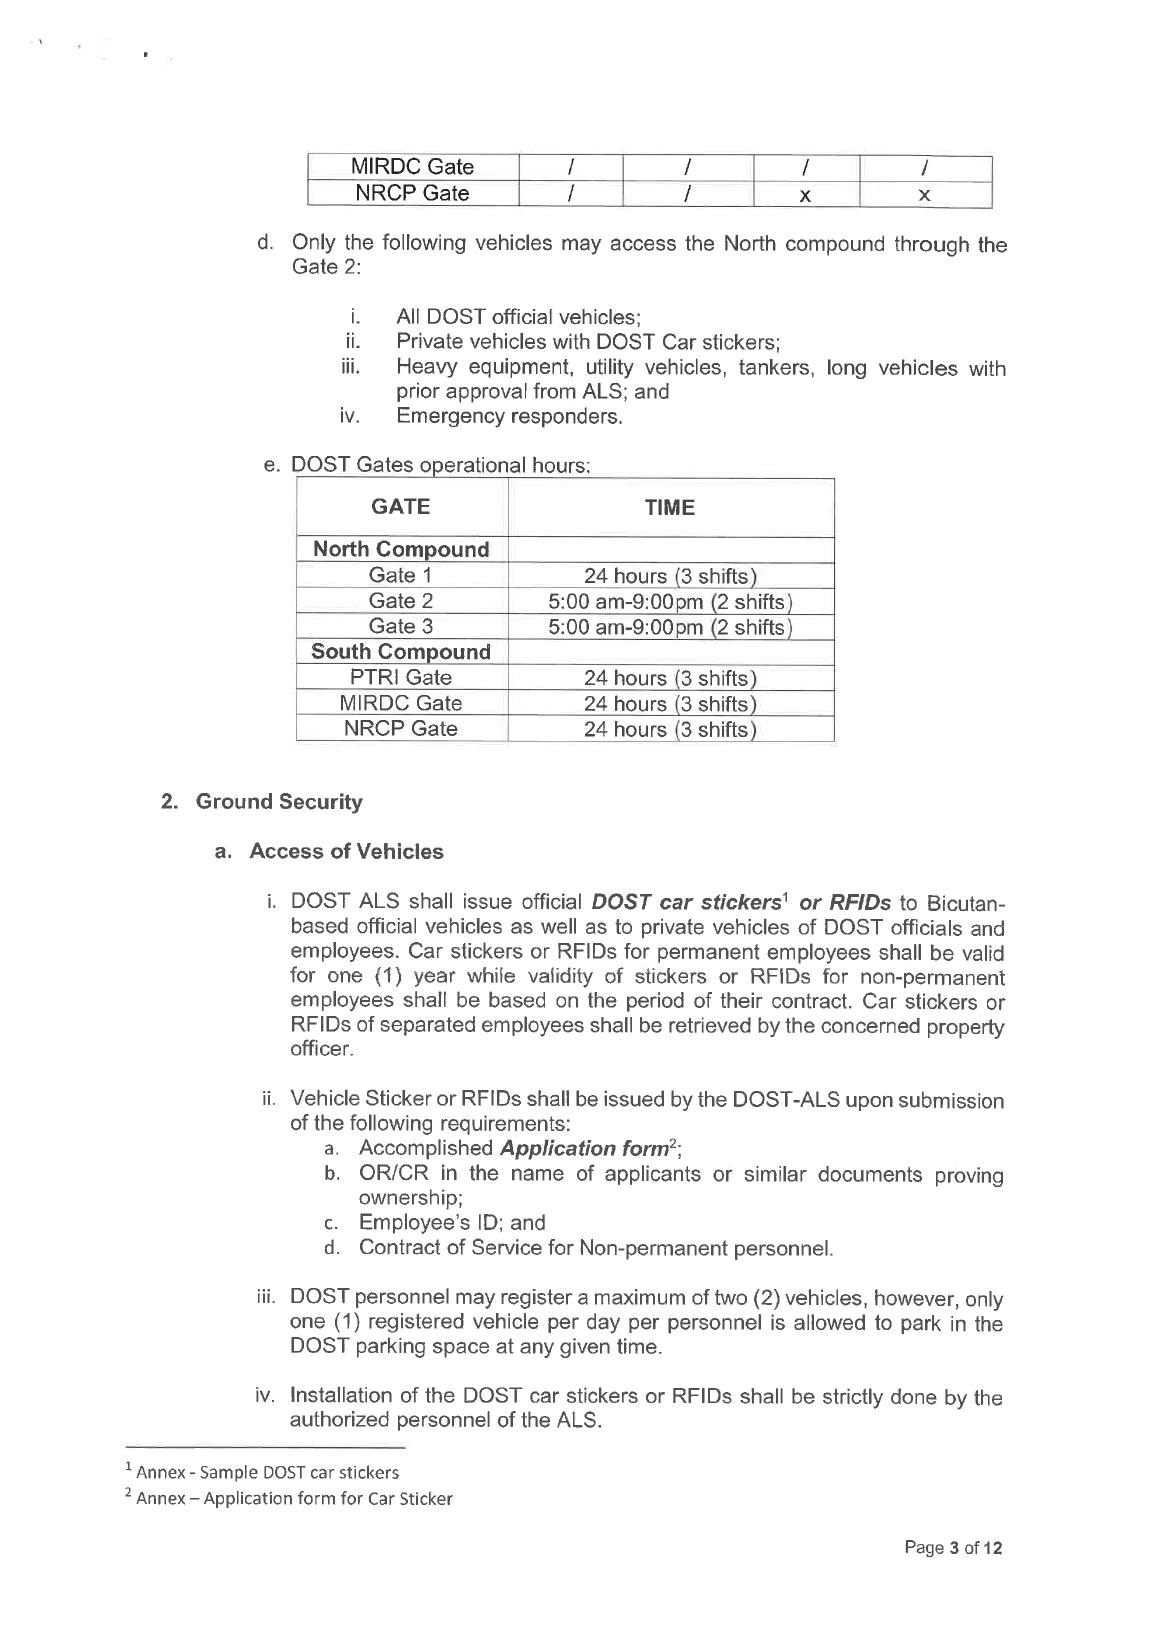 MIRDC Gate / / / /
NRCP Gate / / x x
d. Only the following vehicles may access the North compound through the
Gate 2:
i. All DOST official vehicles;
ii. Private vehicles with DOST Car stickers;
iii. Heavy equipment, utility vehicles, tankers, long vehicles with
prior approval from ALS; and
iv. Emergency responders.
e. DOST Gates operational hours:
GATE TIME
North Compound
Gate 1 24 hours (3 shifts)
Gate 2 5:00 am-9:00pm (2 shifts)
Gate 3 5:00 am-9:00pm (2 shifts)
South Compound
PTRI Gate 24 hours (3 shifts)
MIRDC Gate 24 hours (3 shifts)
NRCP Gate 24 hours (3 shifts)
2. Ground Security
a. Access of Vehicles
i. DOST ALS shall issue official DOST car stickers¹ or RFIDs to Bicutan-
based official vehicles as well as to private vehicles of DOST officials and
employees. Car stickers or RFIDs for permanent employees shall be valid
for one (1) year while validity of stickers or RFIDs for non-permanent
employees shall be based on the period of their contract. Car stickers or
RFIDs of separated employees shall be retrieved by the concerned property
officer.
ii. Vehicle Sticker or RFIDs shall be issued by the DOST-ALS upon submission
of the following requirements:
a. Accomplished Application form²;
b. OR/CR in the name of applicants or similar documents proving
ownership;
c. Employee's ID; and
d. Contract of Service for Non-permanent personnel.
iii. DOST personnel may register a maximum of two (2) vehicles, however, only
one (1) registered vehicle per day per personnel is allowed to park in the
DOST parking space at any given time.
iv. Installation of the DOST car stickers or RFIDs shall be strictly done by the
authorized personnel of the ALS.
¹ Annex - Sample DOST car stickers
² Annex – Application form for Car Sticker
Page 3 of 12